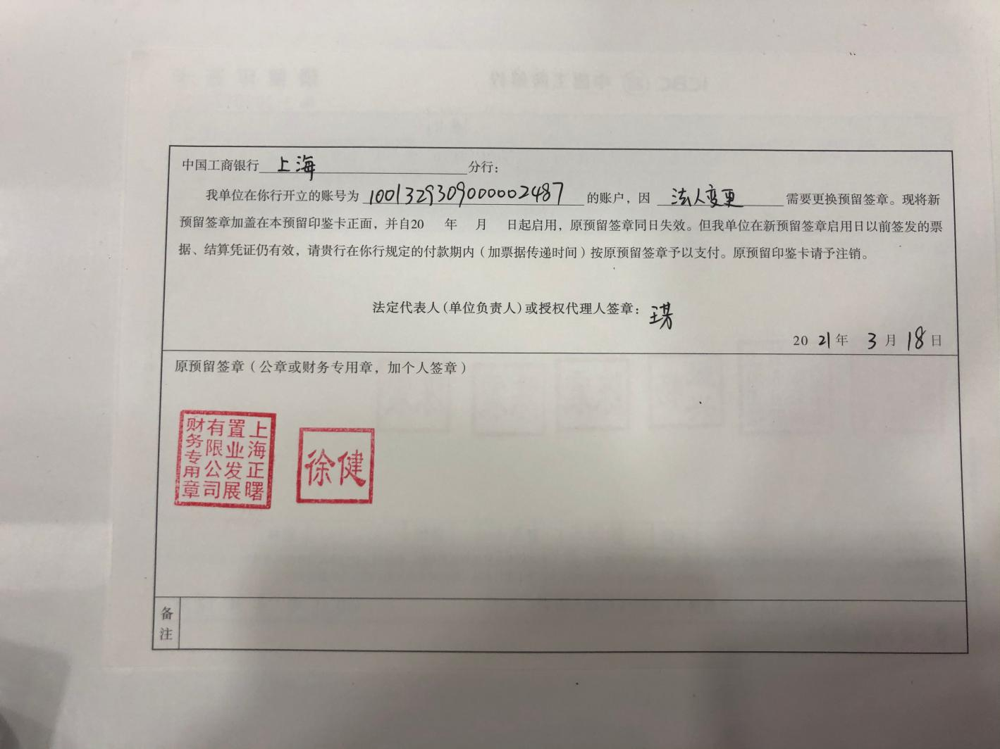 中国工商银行 上海 分行：
我单位在你行开立的账号为 1001329309000002487 的账户，因 法人变更 需要更换预留签章。现将新
预留签章加盖在本预留印鉴卡正面，并自20 年 月 日起启用，原预留签章同日失效。但我单位在新预留签章启用日以前签发的票
据、结算凭证仍有效，请贵行在你行规定的付款期内（加票据传递时间）按原预留签章予以支付。原预留印鉴卡请予注销。
法定代表人（单位负责人）或授权代理人签章：
2021年 3月 18日
原预留签章（公章或财务专用章，加个人签章）
上海正曙
置业发展
有限公司
财务专用章
徐健
备注